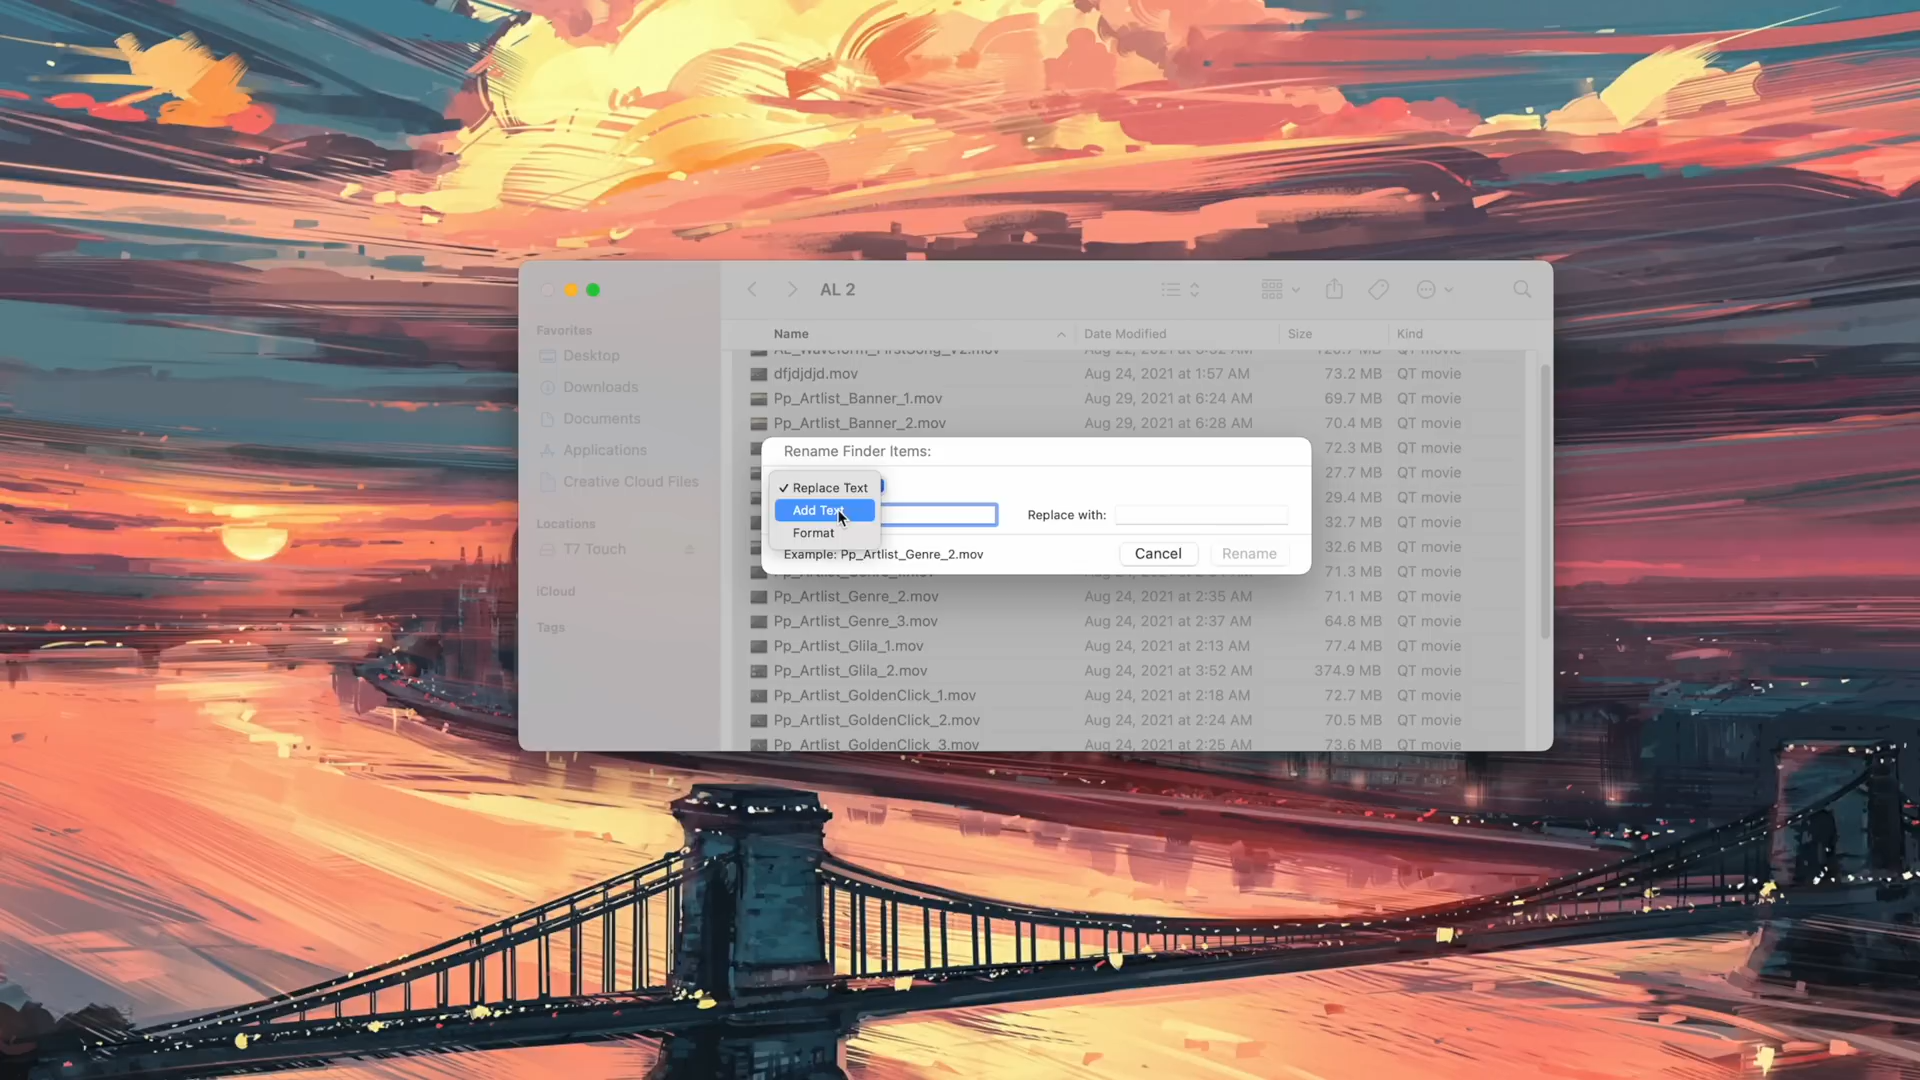 AL 2
Favorites
Desktop
Downloads
Documents
Applications
Creative Cloud Files
Locations
T7 Touch
iCloud
Tags
Name Date Modified Size Kind
AL_Waveform_FirstSong_V2.mov Aug 22, 2021 at MB QT movie
dfjdjdjd.mov Aug 24, 2021 at 1:57 AM 73.2 MB QT movie
Pp_Artlist_Banner_1.mov Aug 29, 2021 at 6:24 AM 69.7 MB QT movie
Pp_Artlist_Banner_2.mov Aug 29, 2021 at 6:28 AM 70.4 MB QT movie
72.3 MB QT movie
27.7 MB QT movie
29.4 MB QT movie
32.7 MB QT movie
32.6 MB QT movie
71.3 MB QT movie
Pp_Artlist_Genre_2.mov Aug 24, 2021 at 2:35 AM 71.1 MB QT movie
Pp_Artlist_Genre_3.mov Aug 24, 2021 at 2:37 AM 64.8 MB QT movie
Pp_Artlist_Glila_1.mov Aug 24, 2021 at 2:13 AM 77.4 MB QT movie
Pp_Artlist_Glila_2.mov Aug 24, 2021 at 3:52 AM 374.9 MB QT movie
Pp_Artlist_GoldenClick_1.mov Aug 24, 2021 at 2:18 AM 72.7 MB QT movie
Pp_Artlist_GoldenClick_2.mov Aug 24, 2021 at 2:24 AM 70.5 MB QT movie
Pp_Artlist_GoldenClick_3.mov Aug 24, 2021 at 2:25 AM 73.6 MB QT movie
Rename Finder Items:
✓ Replace Text
Add Text
Format
Replace with:
Example: Pp_Artlist_Genre_2.mov
Cancel
Rename